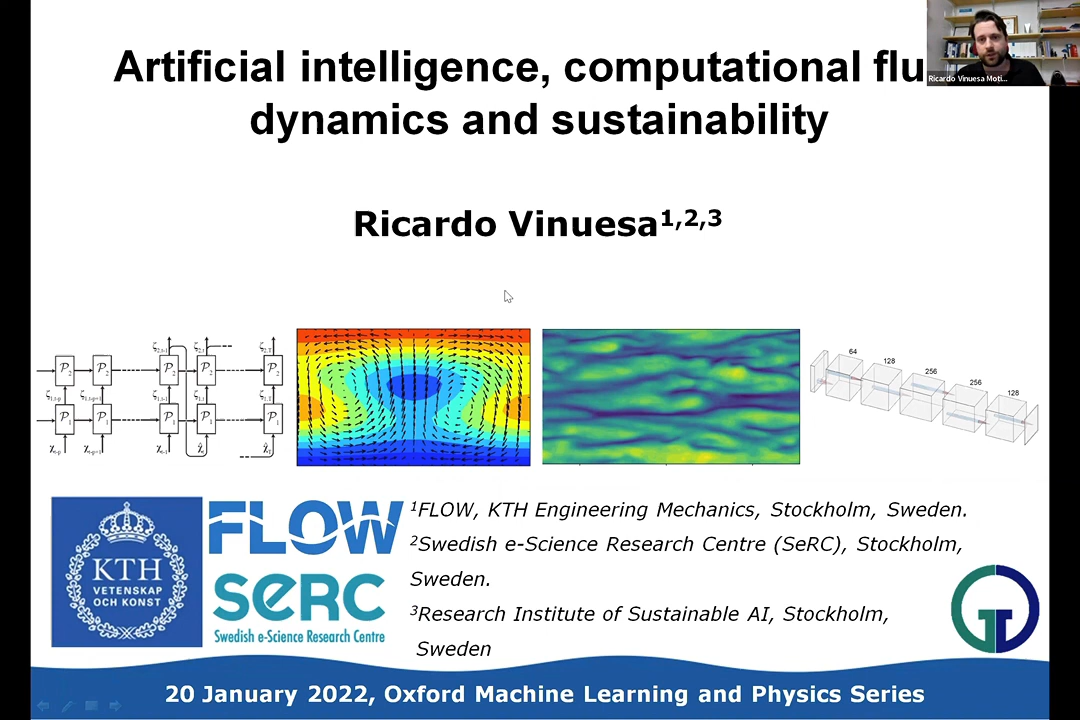 Artificial intelligence, computational flu
dynamics and sustainability
Ricardo Vinuesa Moti...
Ricardo Vinuesa1,2,3
64
128
256
256
128
KTH
VETENSKAP
OCH KONST
FLOW
SeRC
Swedish e-Science Research Centre
1FLOW, KTH Engineering Mechanics, Stockholm, Sweden.
2Swedish e-Science Research Centre (SeRC), Stockholm,
Sweden.
3Research Institute of Sustainable AI, Stockholm,
Sweden
20 January 2022, Oxford Machine Learning and Physics Series